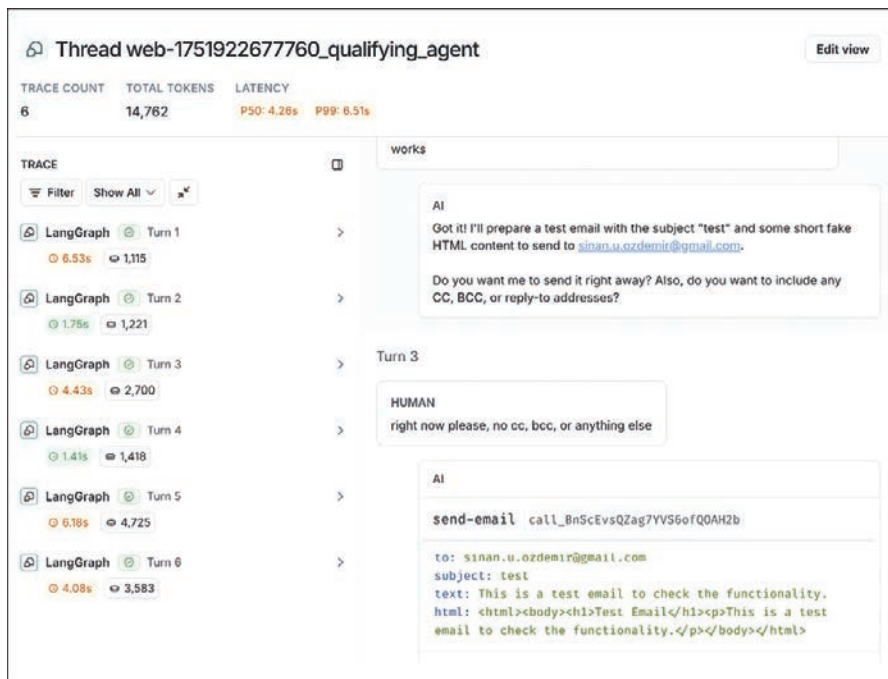 Thread web-1751922677760_qualifying_agent
Edit view
TRACE COUNT TOTAL TOKENS LATENCY
6 14,762 P50: 4.26s P99: 6.51s
TRACE
Filter Show All
LangGraph Turn 1
6.53s 1,115
LangGraph Turn 2
1.75s 1,221
LangGraph Turn 3
4.43s 2,700
LangGraph Turn 4
1.41s 1,418
LangGraph Turn 5
6.18s 4,725
LangGraph Turn 6
4.08s 3,583
works
AI
Got it! I'll prepare a test email with the subject "test" and some short fake
HTML content to send to sinan.u.ozdemir@gmail.com.
Do you want me to send it right away? Also, do you want to include any
CC, BCC, or reply-to addresses?
Turn 3
HUMAN
right now please, no cc, bcc, or anything else
AI
send-email call_BnScEvsQZag7YVS6ofQOAH2b
to: sinan.u.ozdemir@gmail.com
subject: test
text: This is a test email to check the functionality.
html: <html><body><h1>Test Email</h1><p>This is a test
email to check the functionality.</p></body></html>